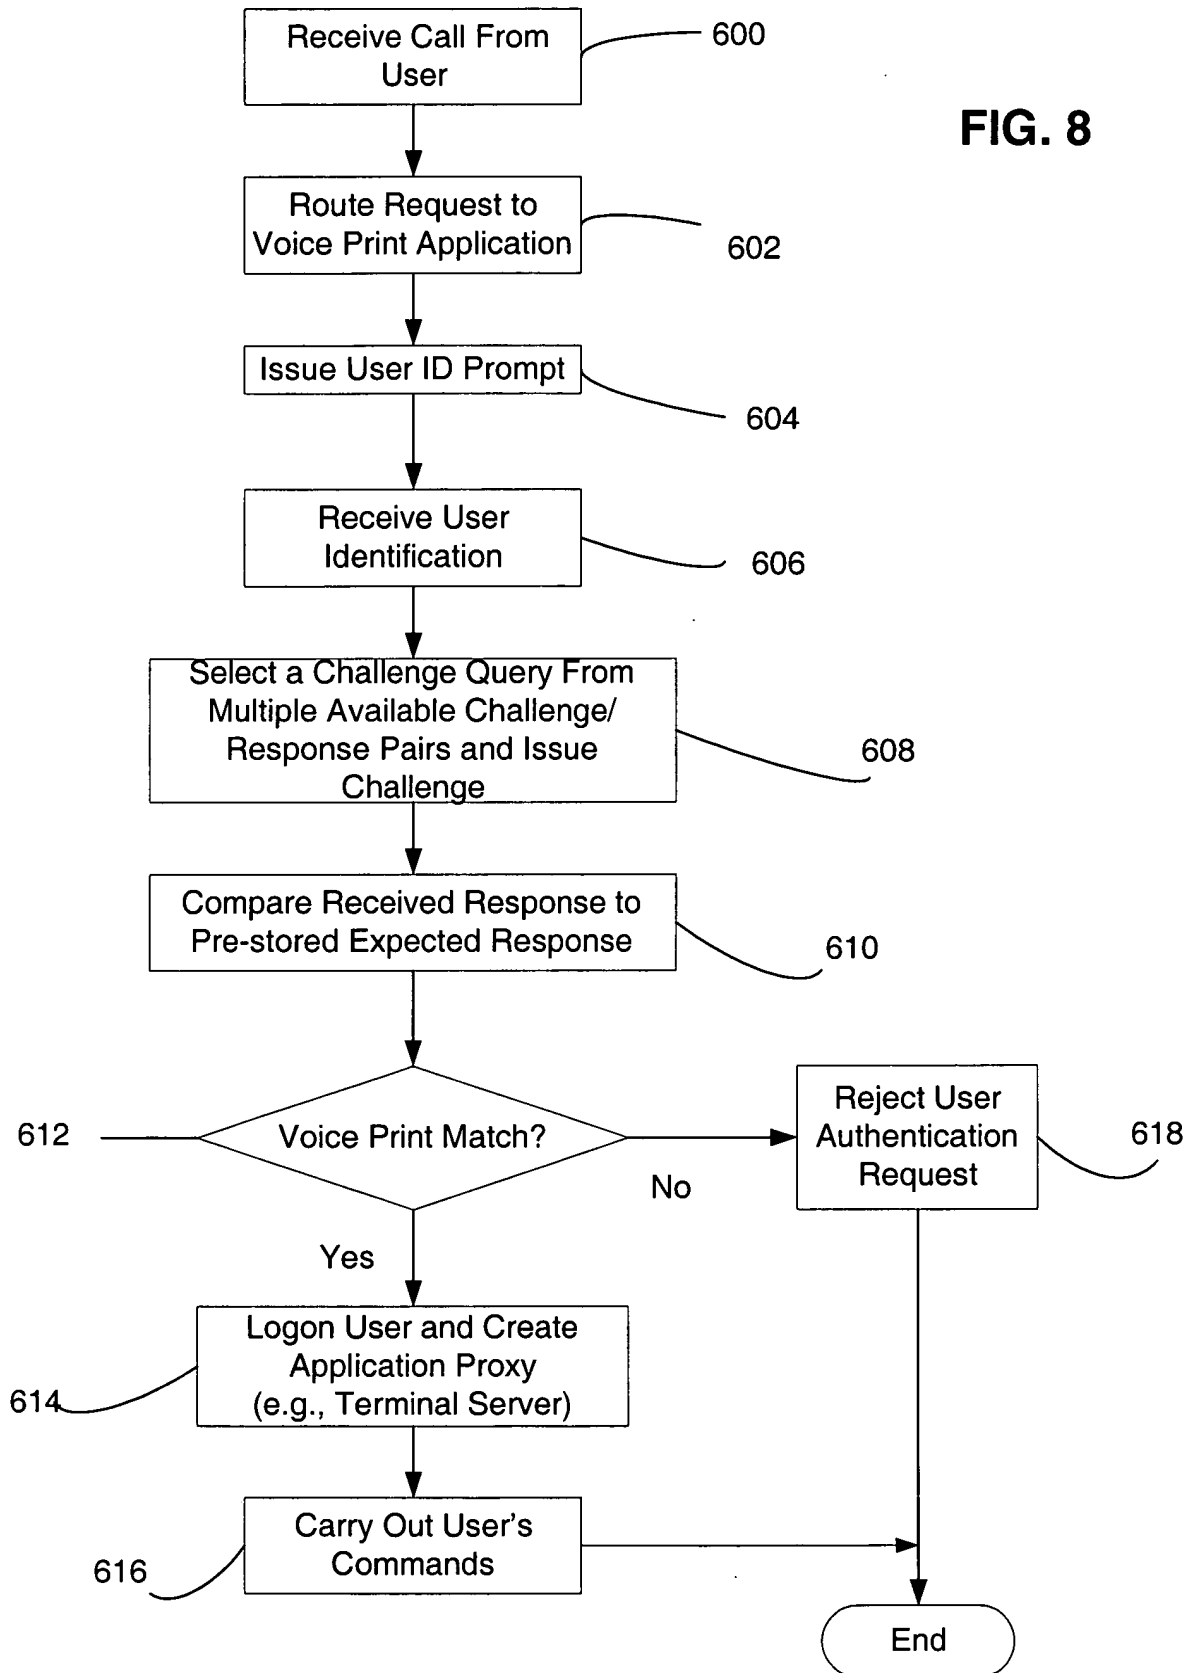 Receive Call From
User
600
FIG. 8
Route Request to
Voice Print Application
602
Issue User ID Prompt
604
Receive User
Identification
606
Select a Challenge Query From
Multiple Available Challenge/
Response Pairs and Issue
Challenge
608
Compare Received Response to
Pre-stored Expected Response
610
612
Voice Print Match?
No
Reject User
Authentication
Request
618
Yes
Logon User and Create
Application Proxy
(e.g., Terminal Server)
614
Carry Out User's
Commands
616
End